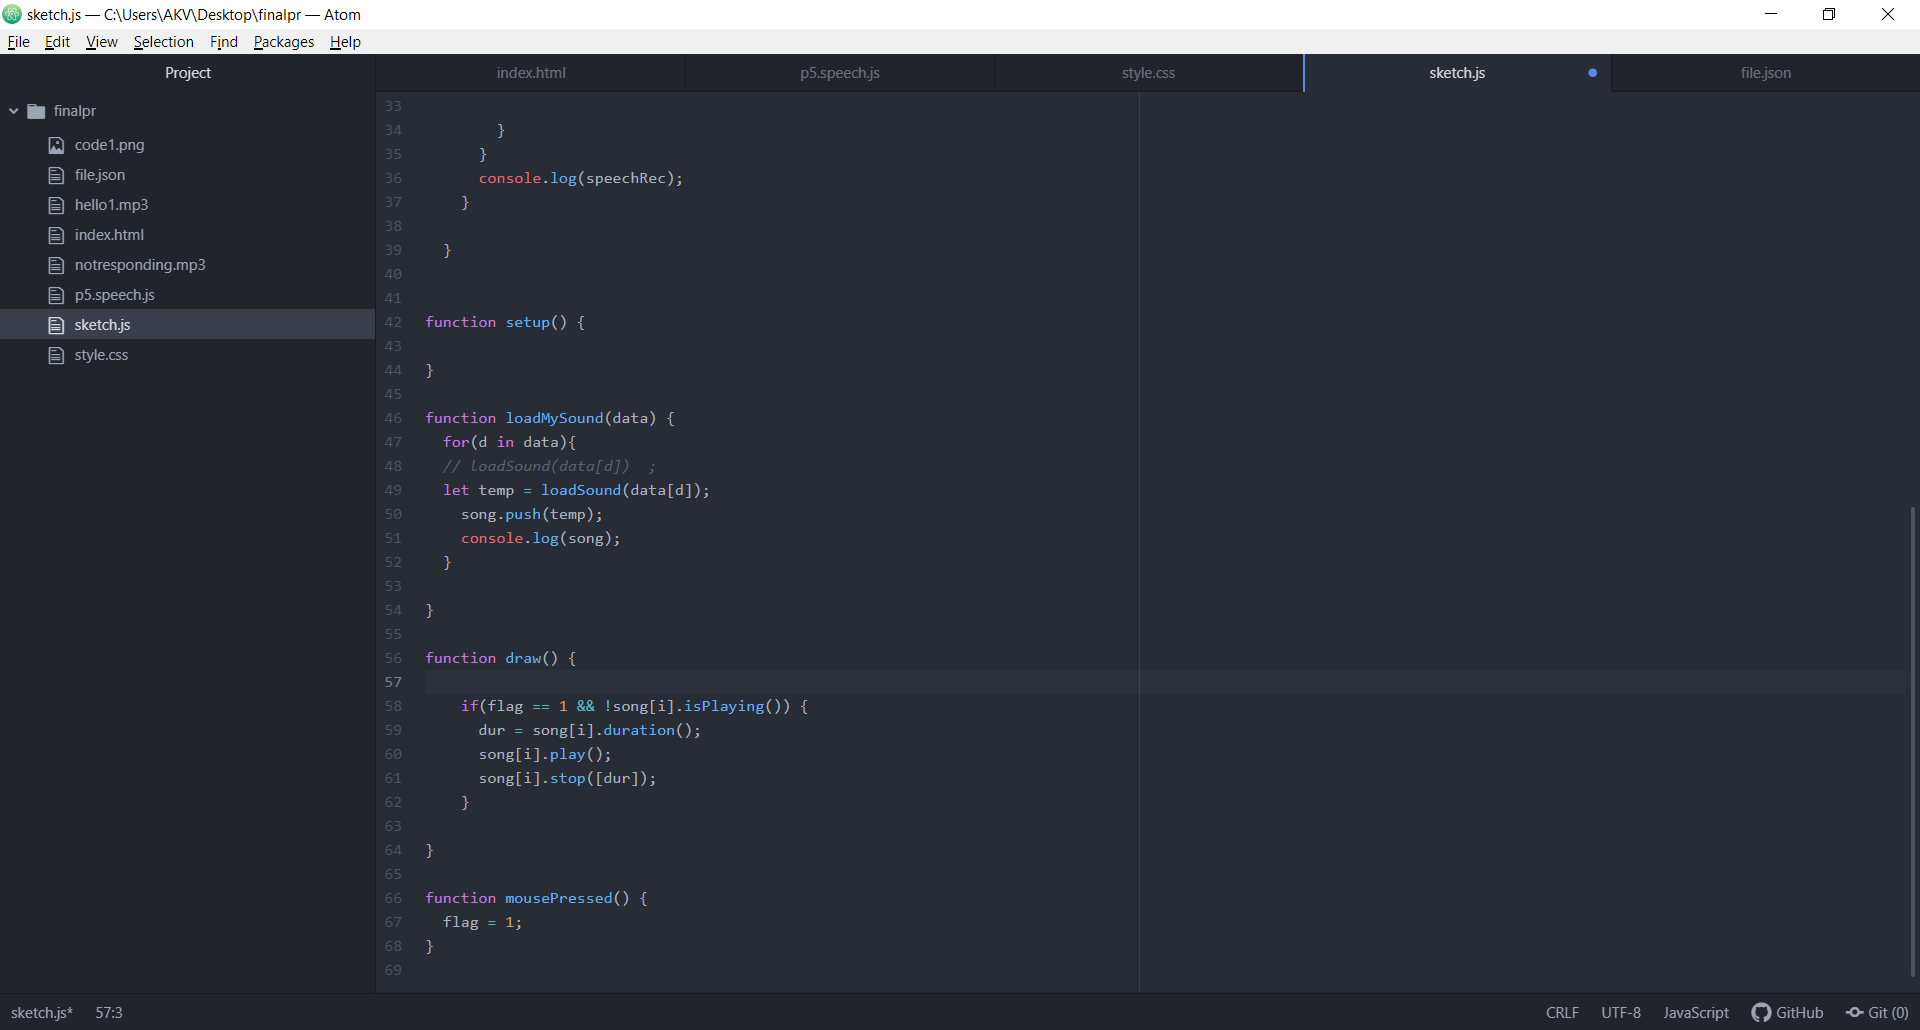 sketch.js — C:\Users\AKV\Desktop\finalpr — Atom
File Edit View Selection Find Packages Help
Project
finalpr
code1.png
file.json
hello1.mp3
index.html
notresponding.mp3
p5.speech.js
sketch.js
style.css
index.html p5.speech.js style.css sketch.js file.json
33
34 }
35 }
36 console.log(speechRec);
37 }
38
39 }
40
41
42 function setup() {
43
44 }
45
46 function loadMySound(data) {
47 for(d in data){
48 // loadSound(data[d])  ;
49 let temp = loadSound(data[d]);
50 song.push(temp);
51 console.log(song);
52 }
53
54 }
55
56 function draw() {
57
58 if(flag == 1 && !song[i].isPlaying()) {
59 dur = song[i].duration();
60 song[i].play();
61 song[i].stop([dur]);
62 }
63
64 }
65
66 function mousePressed() {
67 flag = 1;
68 }
69
sketch.js* 57:3 CRLF UTF-8 JavaScript GitHub Git (0)